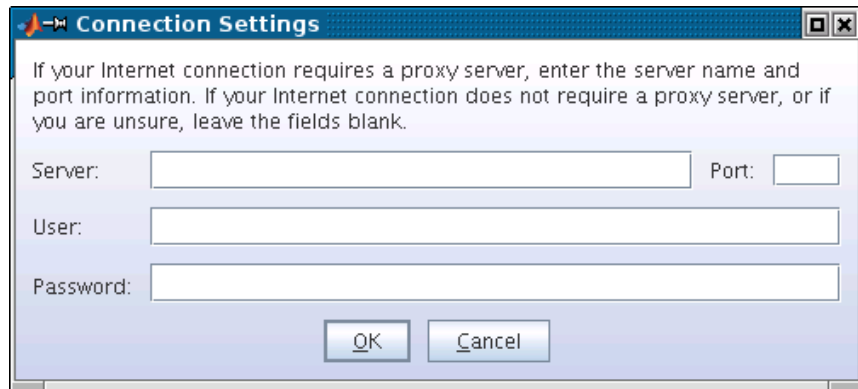 Connection Settings
If your Internet connection requires a proxy server, enter the server name and
port information. If your Internet connection does not require a proxy server, or if
you are unsure, leave the fields blank.
Server: Port:
User:
Password:
OK Cancel